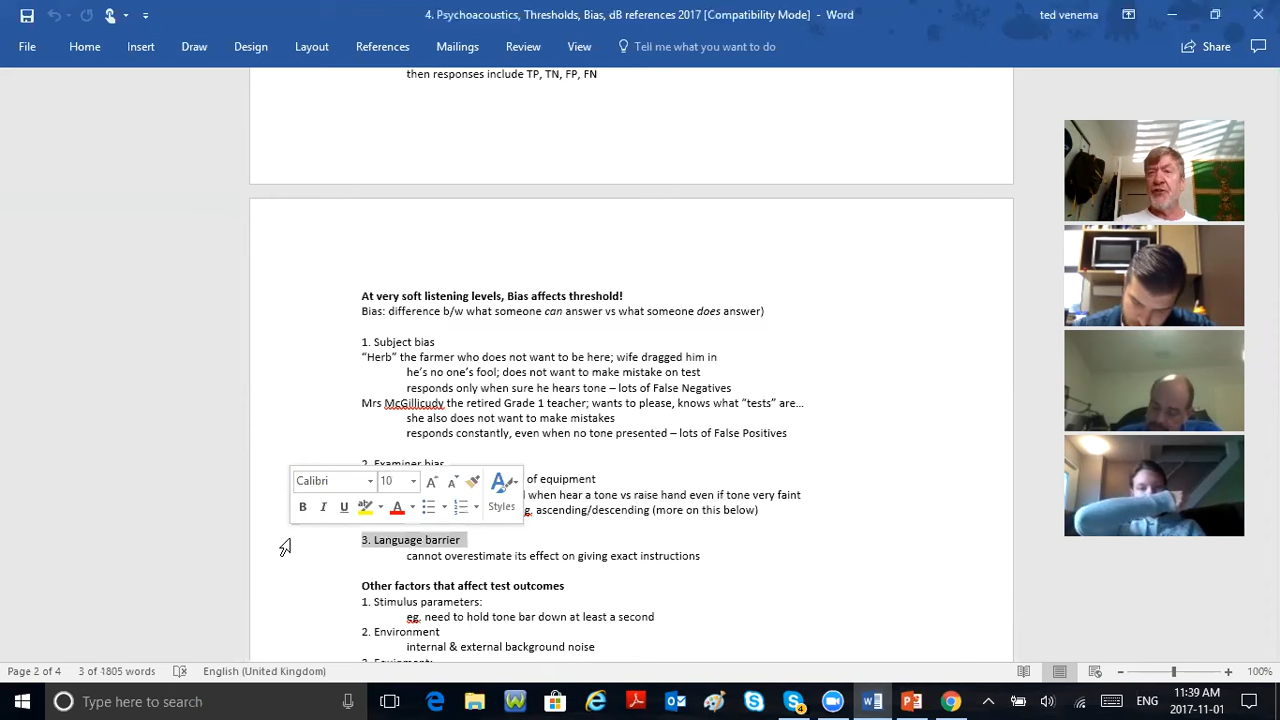 4. Psychoacoustics, Thresholds, Bias, dB references 2017 [Compatibility Mode] - Word
ted venema
File Home Insert Draw Design Layout References Mailings Review View Tell me what you want to do Share
then responses include TP, TN, FP, FN
At very soft listening levels, Bias affects threshold!
Bias: difference b/w what someone can answer vs what someone does answer)
1. Subject bias
“Herb” the farmer who does not want to be here; wife dragged him in
he’s no one’s fool; does not want to make mistake on test
responds only when sure he hears tone – lots of False Negatives
Mrs McGillicudy the retired Grade 1 teacher; wants to please, knows what “tests” are…
she also does not want to make mistakes
responds constantly, even when no tone presented – lots of False Positives
2. Examiner bias
of equipment
when hear a tone vs raise hand even if tone very faint
ascending/descending (more on this below)
Calibri 10
B I U A Styles
3. Language barrier
cannot overestimate its effect on giving exact instructions
Other factors that affect test outcomes
1. Stimulus parameters:
eg. need to hold tone bar down at least a second
2. Environment
internal & external background noise
3. Equipment:
Page 2 of 4 3 of 1805 words English (United Kingdom) 100%
Type here to search
4
ENG
11:39 AM
2017-11-01